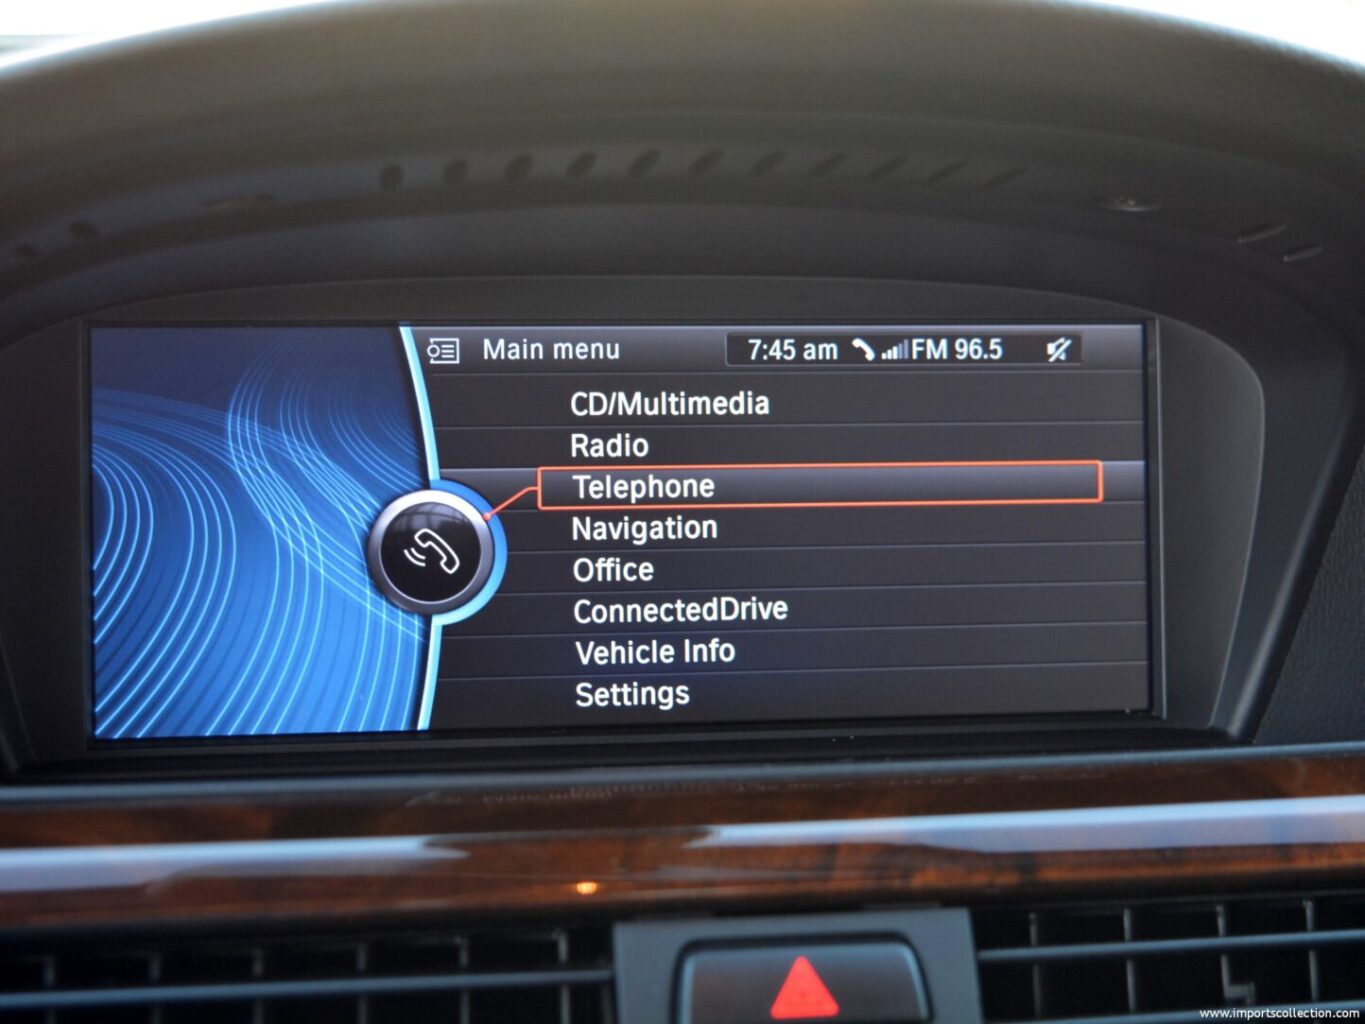 Main menu
7:45 am FM 96.5
CD/Multimedia
Radio
Telephone
Navigation
Office
ConnectedDrive
Vehicle Info
Settings
www.importscollection.com